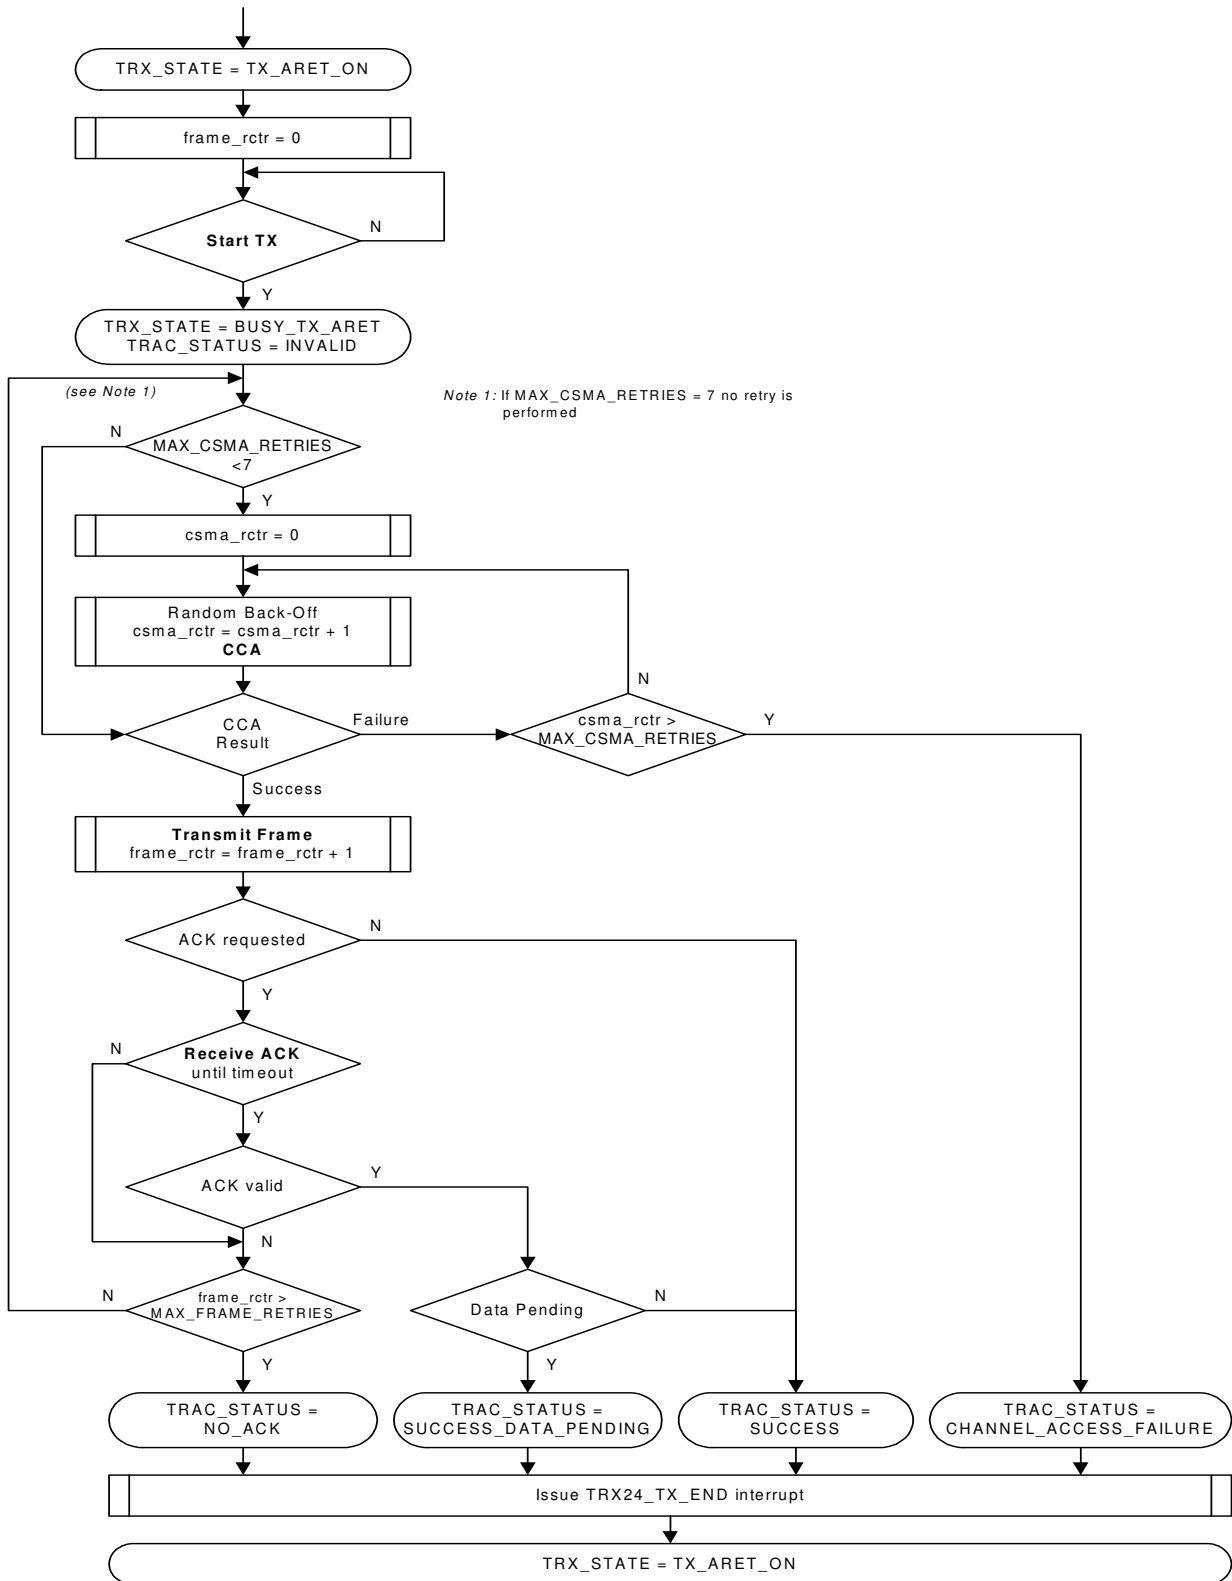 TRX_STATE = TX_ARET_ON
frame_rctr = 0
N
Start TX
Y
TRX_STATE = BUSY_TX_ARET
TRAC_STATUS = INVALID
(see Note 1)
Note 1: If MAX_CSMA_RETRIES = 7 no retry is
performed
N
MAX_CSMA_RETRIES
<7
Y
csma_rctr = 0
Random Back-Off
csma_rctr = csma_rctr + 1
CCA
N
CCA
Result
Failure
csma_rctr >
MAX_CSMA_RETRIES
Y
Success
Transmit Frame
frame_rctr = frame_rctr + 1
ACK requested
N
Y
N
Receive ACK
until timeout
Y
ACK valid
Y
N
N
frame_rctr >
MAX_FRAME_RETRIES
Data Pending
N
Y
Y
TRAC_STATUS =
NO_ACK
TRAC_STATUS =
SUCCESS_DATA_PENDING
TRAC_STATUS =
SUCCESS
TRAC_STATUS =
CHANNEL_ACCESS_FAILURE
Issue TRX24_TX_END interrupt
TRX_STATE = TX_ARET_ON